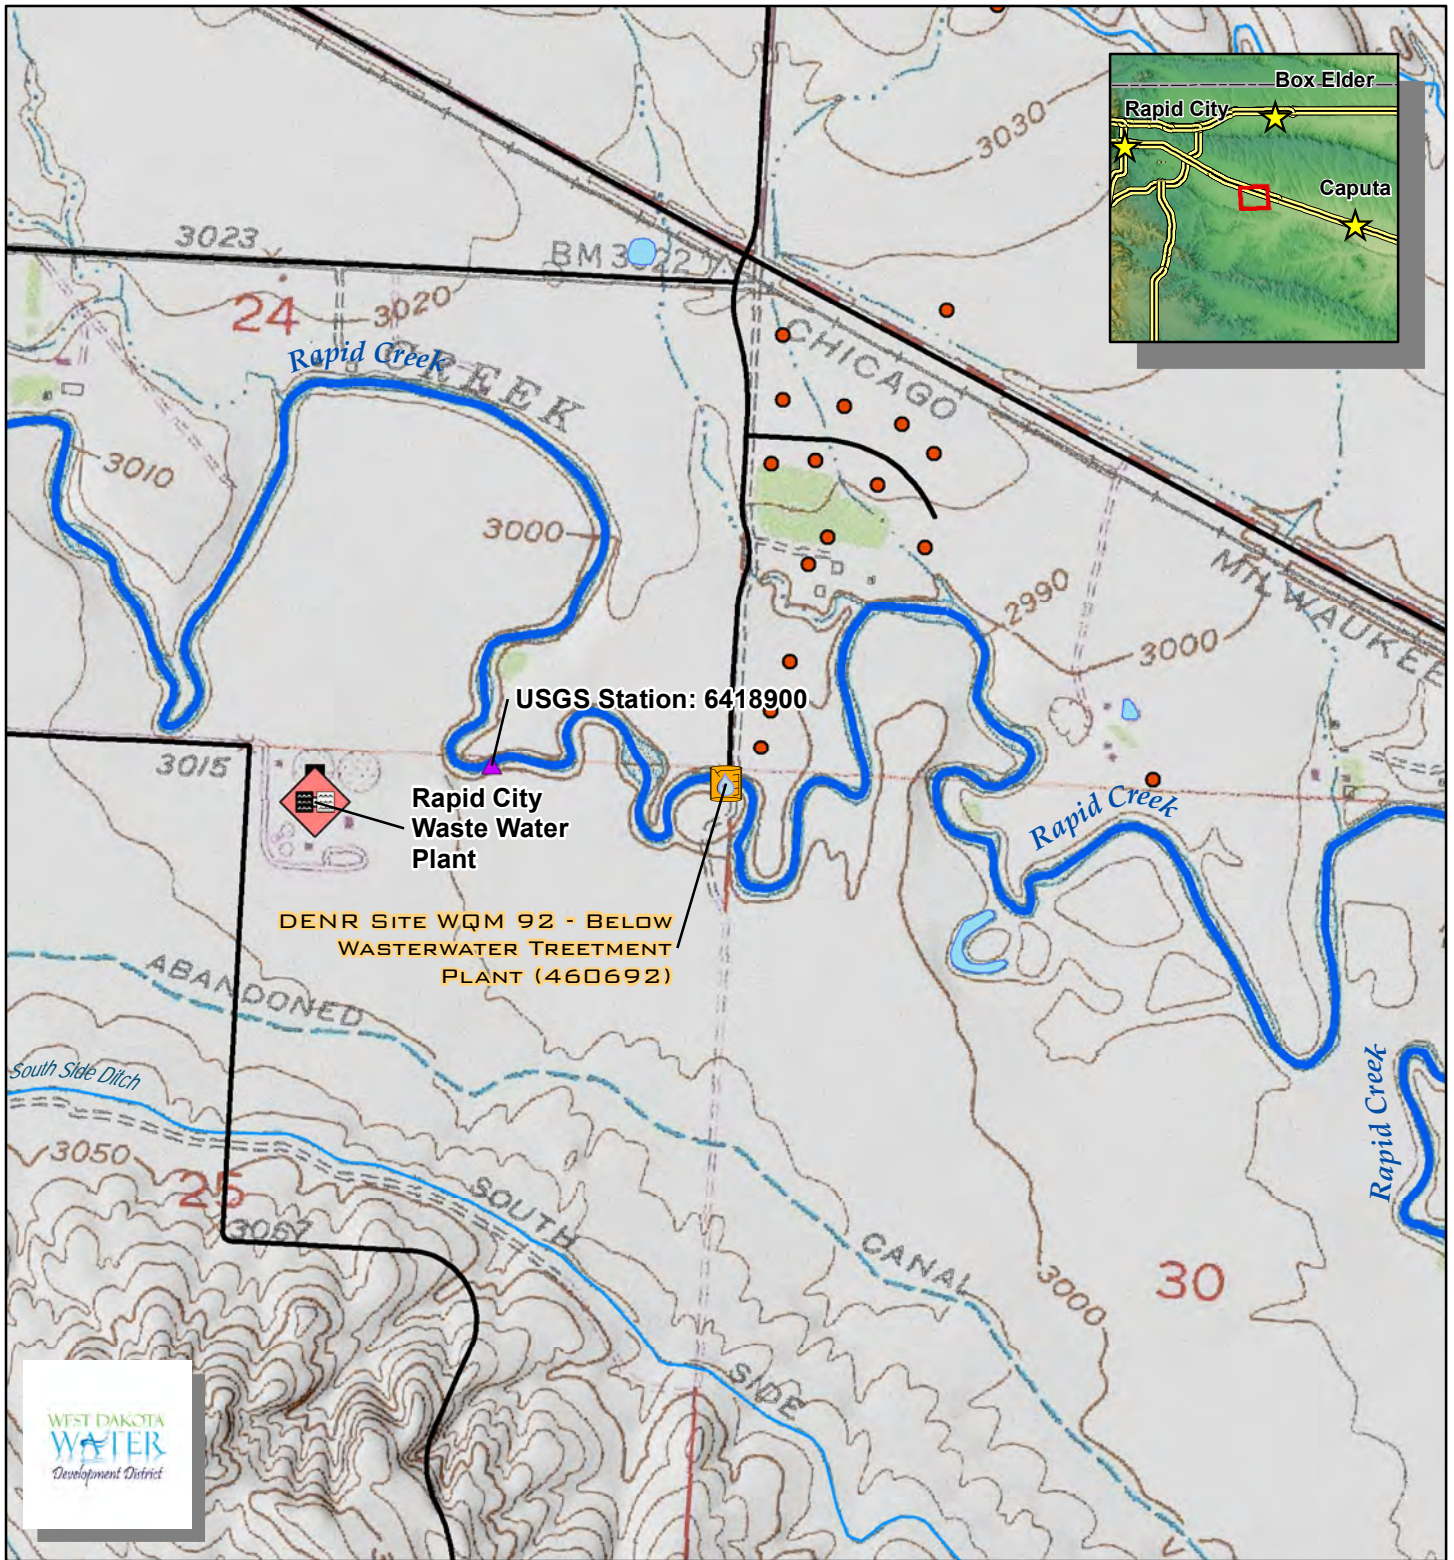 Box Elder
Rapid City
Caputa
3030
3023
BM 3022
24
3020
Rapid Creek
CREEK
CHICAGO
3010
3000
2990
MILWAUKEE
3000
USGS Station: 6418900
3015
Rapid City
Waste Water
Plant
Rapid Creek
DENR Site WQM 92 - Below
Wasterwater Treetment
Plant (460692)
ABANDONED
South Side Ditch
Rapid Creek
3050
25
SOUTH
3067
CANAL
3000
30
SIDE
WEST DAKOTA
WATER
Development District